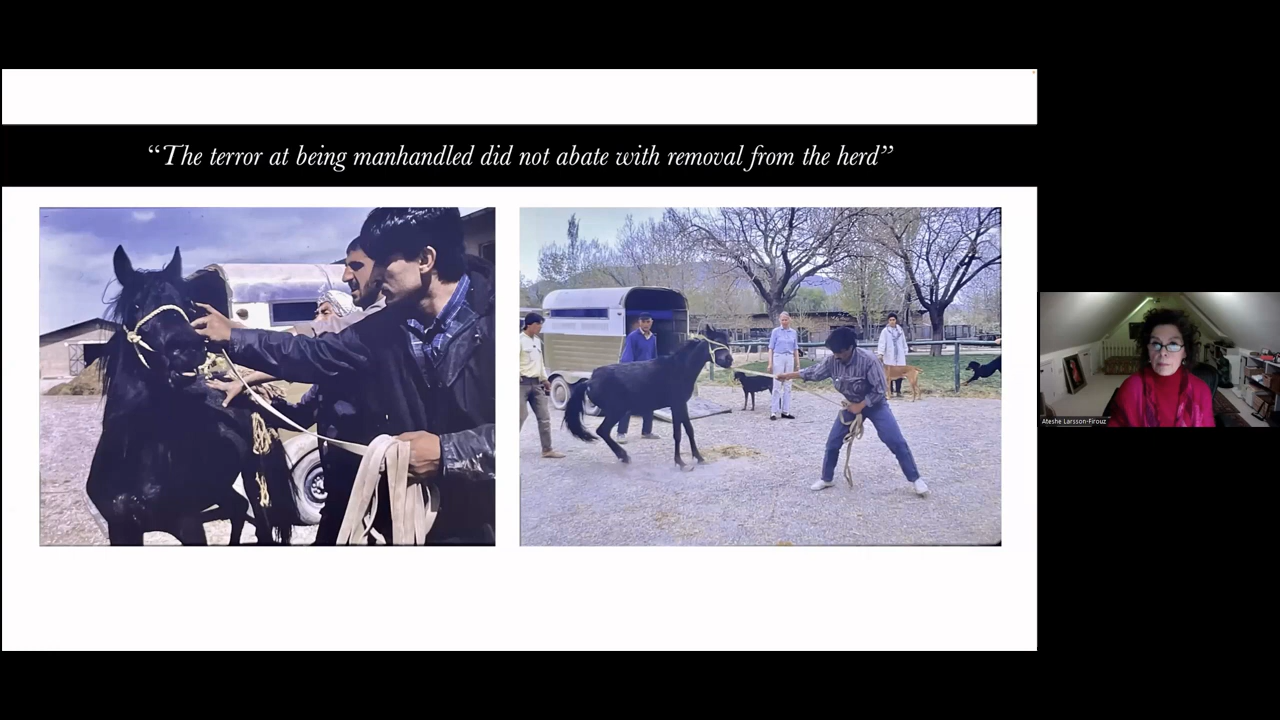 “The terror at being manhandled did not abate with removal from the herd”
Ateshe Larsson-Firouz